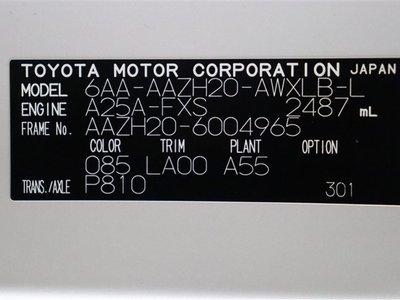 TOYOTA MOTOR CORPORATION JAPAN
MODEL 6AA-AAZH20-AWXLB-L
ENGINE A25A-FXS 2487 mL
FRAME No. AAZH20-6004965
COLOR TRIM PLANT OPTION
085 LA00 A55
TRANS./AXLE P810 301